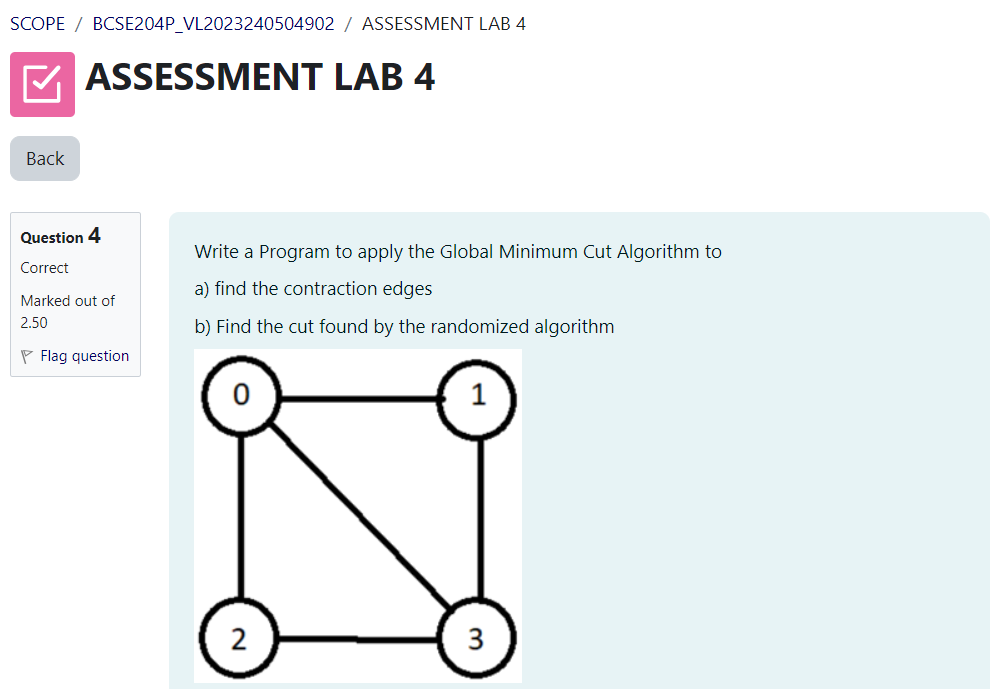 SCOPE / BCSE204P_VL2023240504902 / ASSESSMENT LAB 4
ASSESSMENT LAB 4
Back
Question 4
Correct
Marked out of
2.50
Flag question
Write a Program to apply the Global Minimum Cut Algorithm to
a) find the contraction edges
b) Find the cut found by the randomized algorithm
0
1
2
3